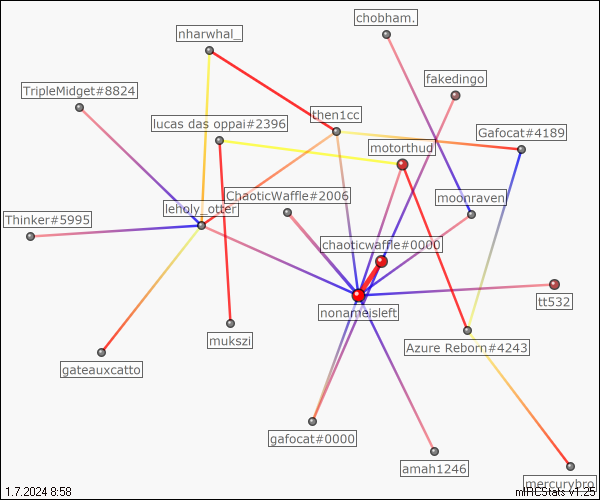 chobham.
nharwhal_
fakedingo
TripleMidget#8824
then1cc
lucas das oppai#2396
Gafocat#4189
motorthud
ChaoticWaffle#2006
moonraven
leholy_otter
Thinker#5995
chaoticwaffle#0000
tt532
nonameisleft
mukszi
Azure Reborn#4243
gateauxcatto
gafocat#0000
amah1246
mercurybro
1.7.2024 8:58
mIRCStats v1.25